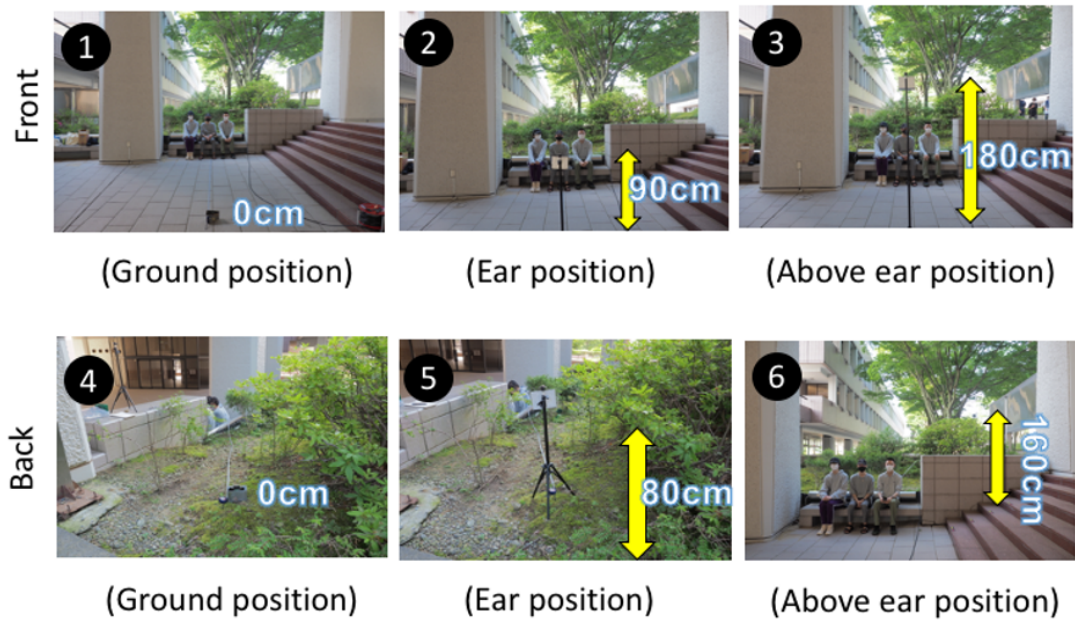 Front
1
2
3
0cm
90cm
180cm
(Ground position)
(Ear position)
(Above ear position)
Back
4
5
6
0cm
80cm
160cm
(Ground position)
(Ear position)
(Above ear position)